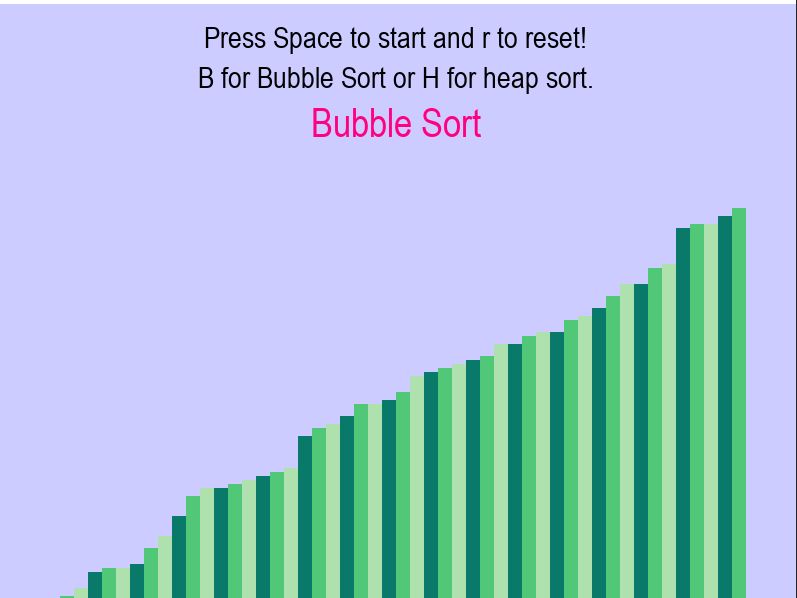 Press Space to start and r to reset!
B for Bubble Sort or H for heap sort.
Bubble Sort